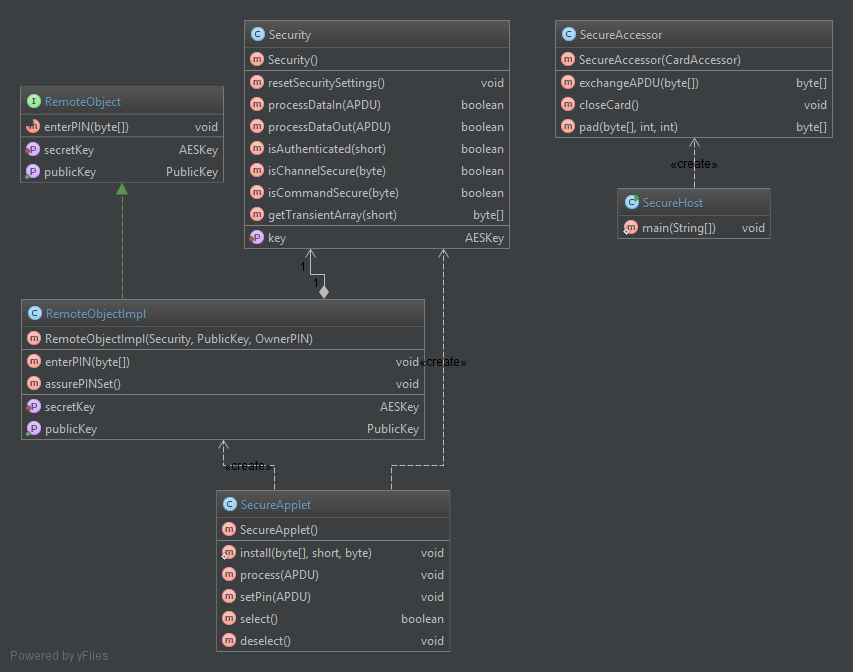 RemoteObject
enterPIN(byte[]) void
secretKey AESKey
publicKey PublicKey
Security
Security()
resetSecuritySettings() void
processDataIn(APDU) boolean
processDataOut(APDU) boolean
isAuthenticated(short) boolean
isChannelSecure(byte) boolean
isCommandSecure(byte) boolean
getTransientArray(short) byte[]
key AESKey
SecureAccessor
SecureAccessor(CardAccessor)
exchangeAPDU(byte[]) byte[]
closeCard() void
pad(byte[], int, int) byte[]
«create»
SecureHost
main(String[]) void
1
1
RemoteObjectImpl
RemoteObjectImpl(Security, PublicKey, OwnerPIN)
enterPIN(byte[]) void
assurePINSet() void
secretKey AESKey
publicKey PublicKey
«create»
«create»
SecureApplet
SecureApplet()
install(byte[], short, byte) void
process(APDU) void
setPin(APDU) void
select() boolean
deselect() void
Powered by yFiles